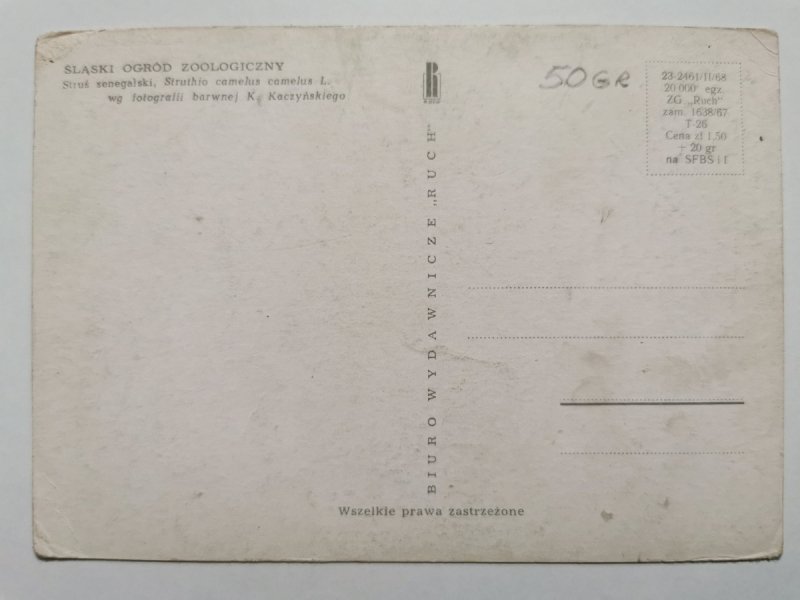 ŚLĄSKI OGRÓD ZOOLOGICZNY
Struś senegalski, Struthio camelus camelus L.
wg fotografii barwnej K. Kaczyńskiego
RUCH
50GR
23-2461/II/68
20 000 egz.
ZG „Ruch"
zam. 1638/67
T-26
Cena zł 1,50
+ 20 gr
na SFBS i I
BIURO WYDAWNICZE „RUCH"
Wszelkie prawa zastrzeżone